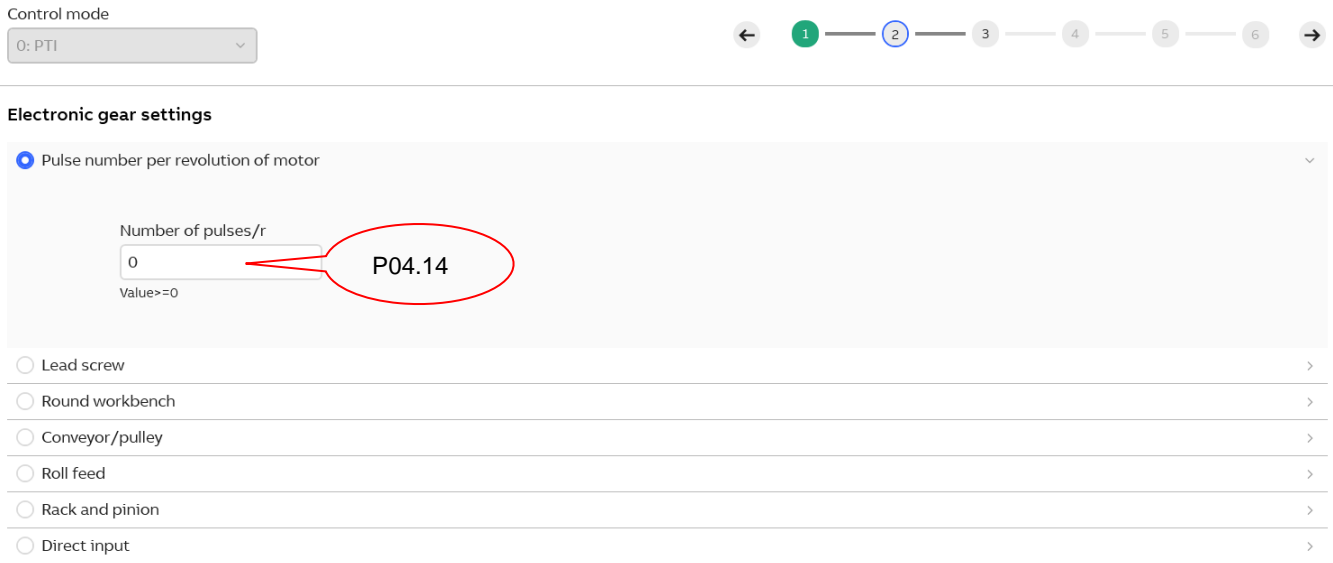 Control mode
0: PTI
1 2 3 4 5 6
Electronic gear settings
Pulse number per revolution of motor
Number of pulses/r
0
P04.14
Value>=0
Lead screw
Round workbench
Conveyor/pulley
Roll feed
Rack and pinion
Direct input